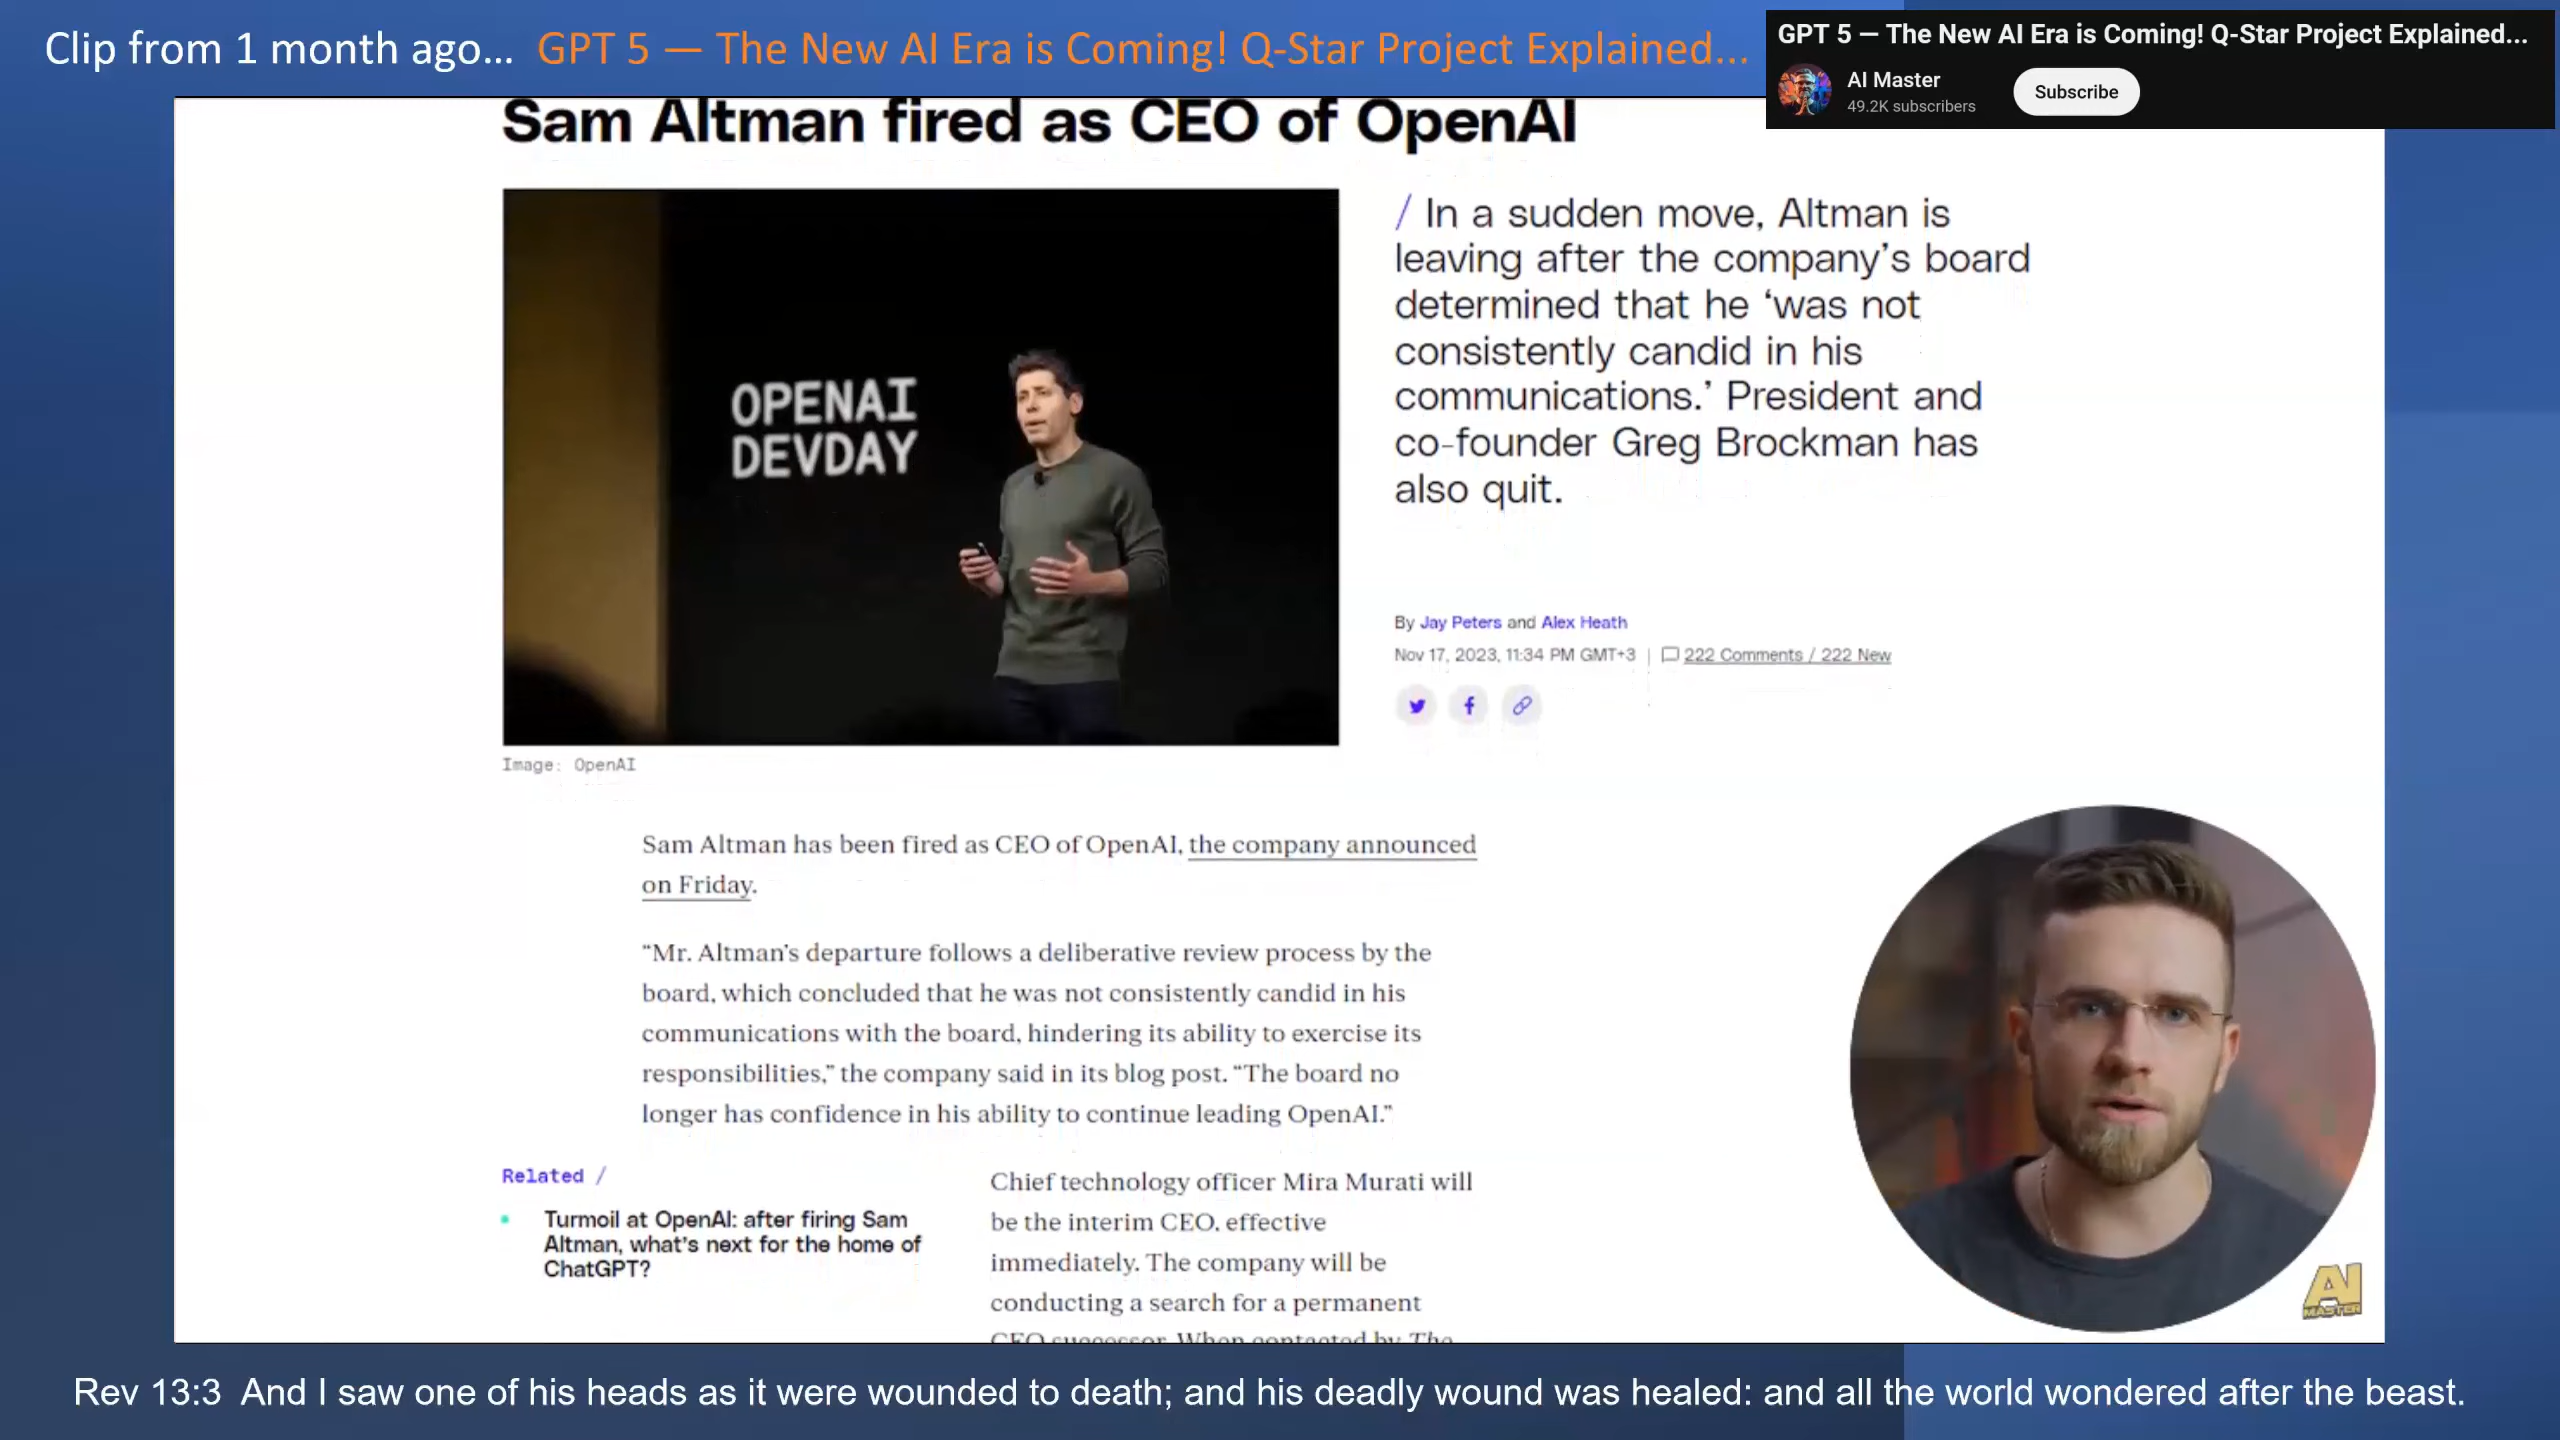 Clip from 1 month ago... GPT 5 — The New AI Era is Coming! Q-Star Project Explained...
GPT 5 — The New AI Era is Coming! Q-Star Project Explained...
AI Master
49.2K subscribers
Subscribe
Sam Altman fired as CEO of OpenAI
OPENAI
DEVDAY
/ In a sudden move, Altman is
leaving after the company's board
determined that he ‘was not
consistently candid in his
communications.’ President and
co-founder Greg Brockman has
also quit.
By Jay Peters and Alex Heath
Nov 17, 2023, 11:34 PM GMT+3 | 222 Comments / 222 New
Image: OpenAI
Sam Altman has been fired as CEO of OpenAI, the company announced
on Friday.
“Mr. Altman’s departure follows a deliberative review process by the
board, which concluded that he was not consistently candid in his
communications with the board, hindering its ability to exercise its
responsibilities,” the company said in its blog post. “The board no
longer has confidence in his ability to continue leading OpenAI.”
Related /
Turmoil at OpenAI: after firing Sam
Altman, what’s next for the home of
ChatGPT?
Chief technology officer Mira Murati will
be the interim CEO, effective
immediately. The company will be
conducting a search for a permanent
CEO successor. When contacted by The
AI
MASTER
Rev 13:3 And I saw one of his heads as it were wounded to death; and his deadly wound was healed: and all the world wondered after the beast.